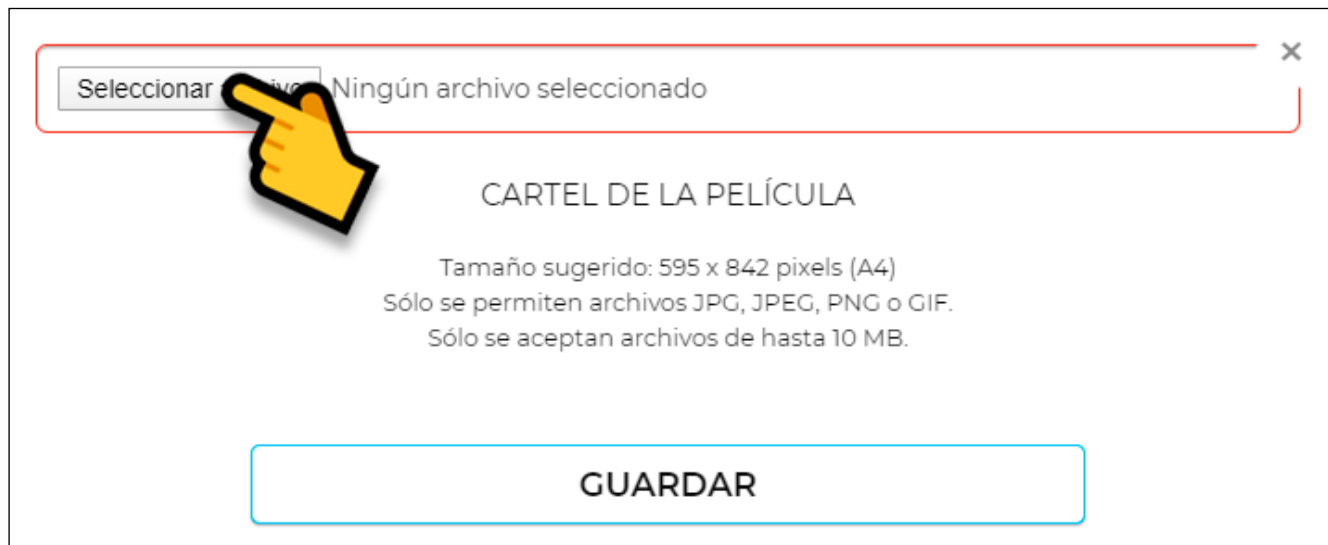 Seleccionar Ningún archivo seleccionado
CARTEL DE LA PELÍCULA
Tamaño sugerido: 595 x 842 pixels (A4)
Sólo se permiten archivos JPG, JPEG, PNG o GIF.
Sólo se aceptan archivos de hasta 10 MB.
GUARDAR